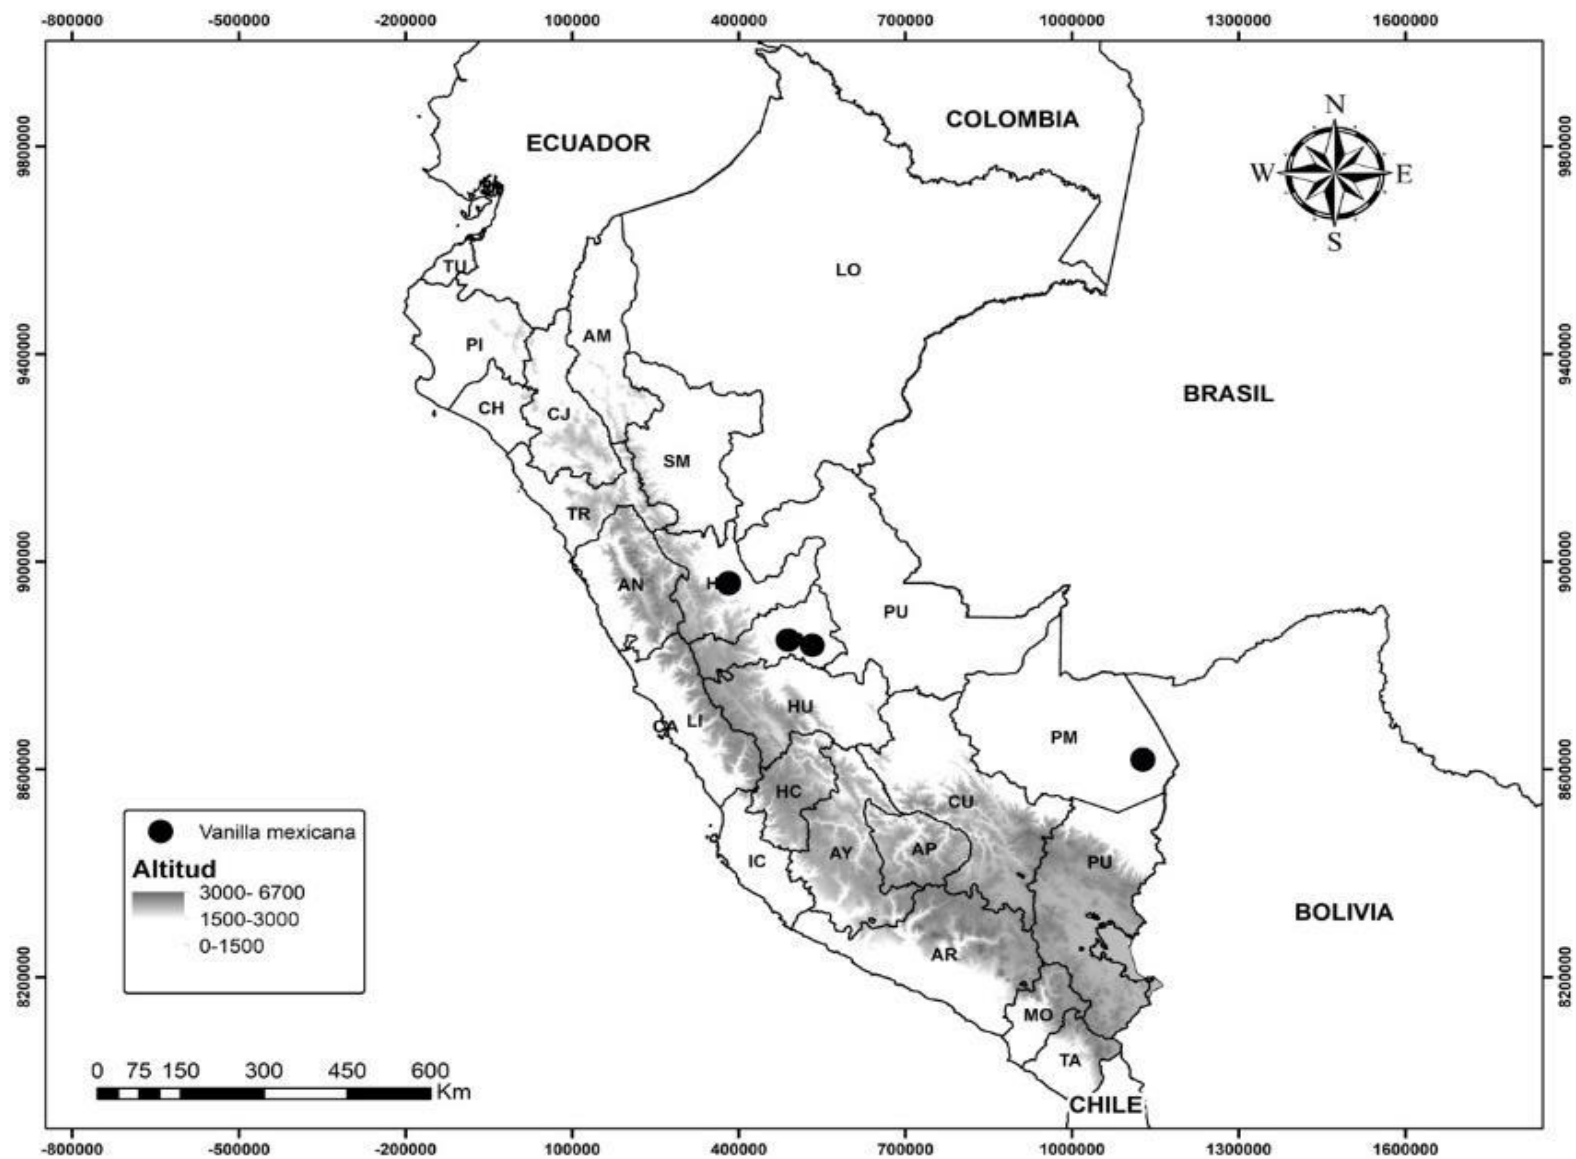 -800000 -500000 -200000 100000 400000 700000 1000000 1300000 1600000
N
W E
S
COLOMBIA
ECUADOR
9800000 9800000
LO
TU
AM
PI
9400000 9400000
BRASIL
CH
CJ
SM
TR
9000000 9000000
AN
H
PU
HU
CA LI
PM
8600000 8600000
HC
CU
Vanilla mexicana
Altitud
3000- 6700
1500-3000
0-1500
IC
AY
AP
PU
BOLIVIA
AR
8200000 8200000
MO
TA
0 75 150 300 450 600
Km
CHILE
-800000 -500000 -200000 100000 400000 700000 1000000 1300000 1600000